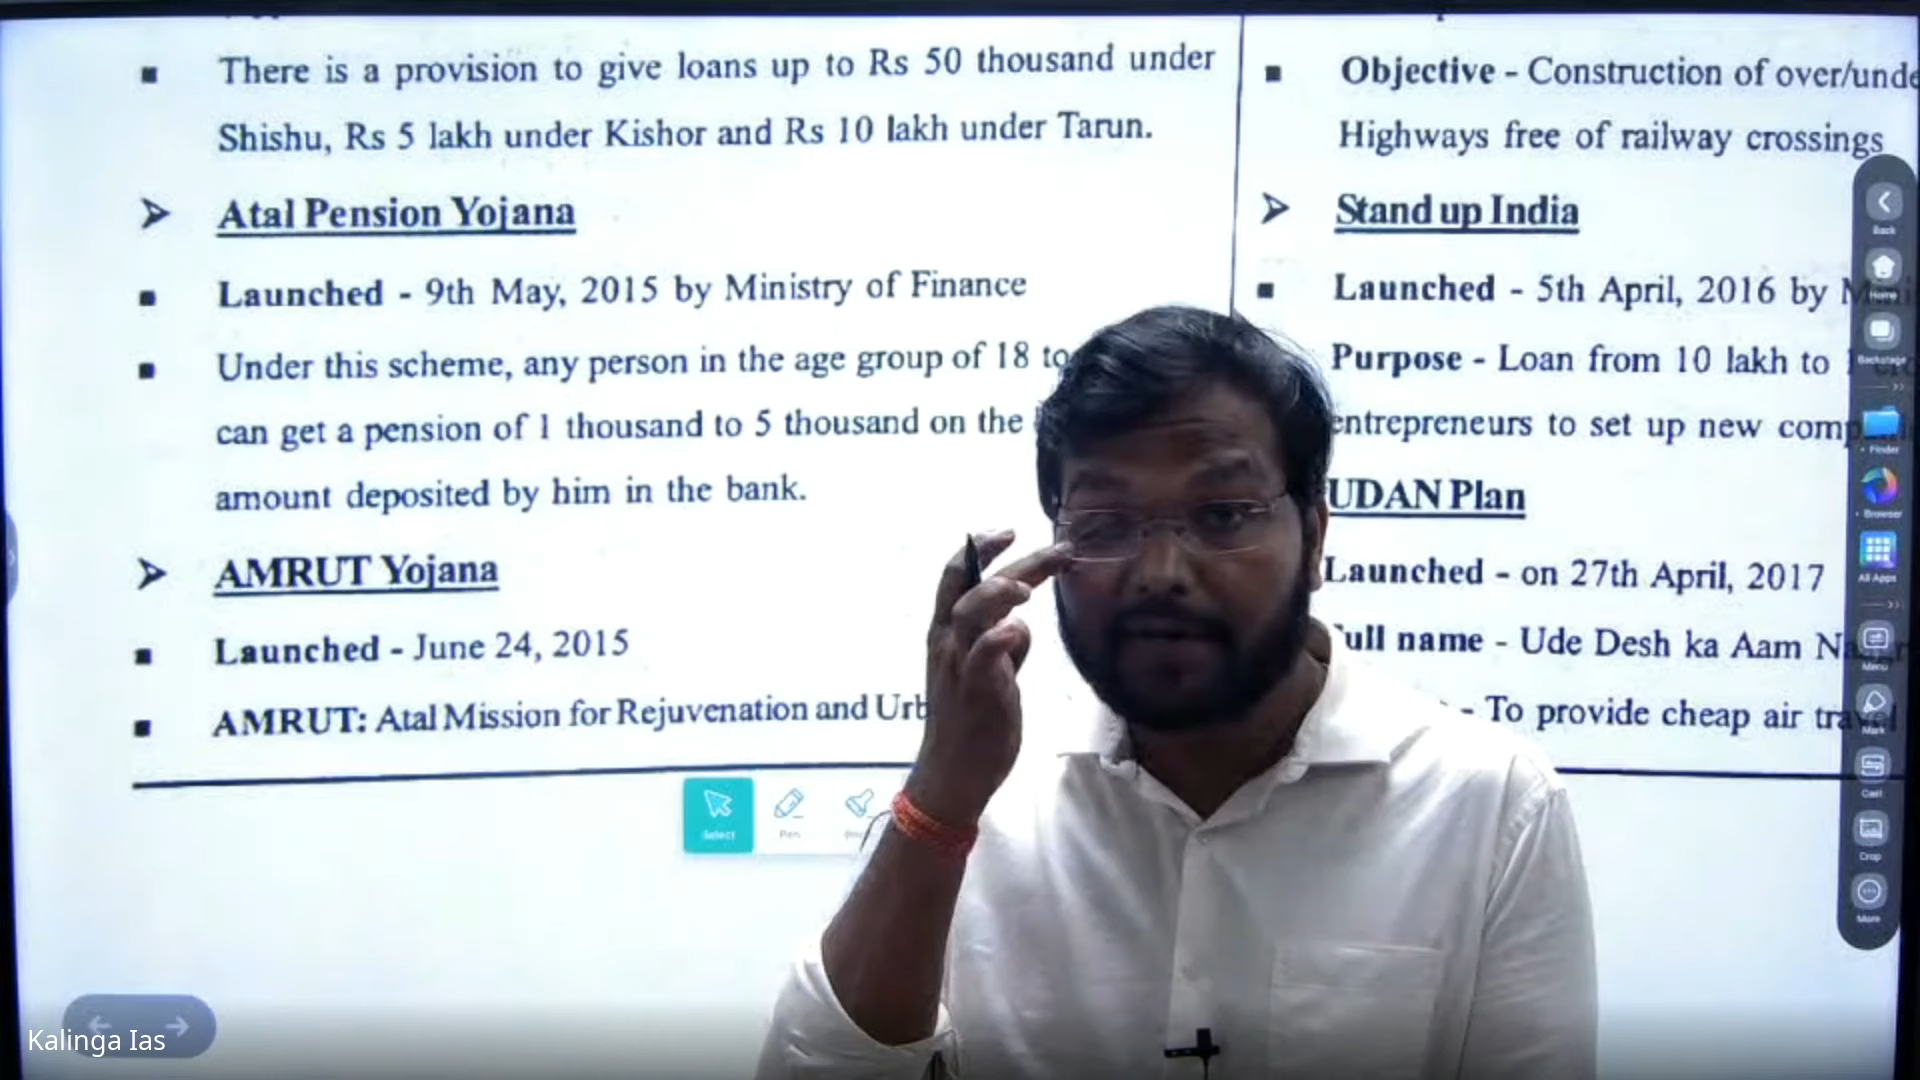 There is a provision to give loans up to Rs 50 thousand under
Shishu, Rs 5 lakh under Kishor and Rs 10 lakh under Tarun.
Atal Pension Yojana
Launched - 9th May, 2015 by Ministry of Finance
Under this scheme, any person in the age group of 18 to
can get a pension of 1 thousand to 5 thousand on the
amount deposited by him in the bank.
AMRUT Yojana
Launched - June 24, 2015
AMRUT: Atal Mission for Rejuvenation and Urb
Objective - Construction of over/unde
Highways free of railway crossings
Stand up India
Launched - 5th April, 2016 by
Purpose - Loan from 10 lakh to
entrepreneurs to set up new comp
UDAN Plan
Launched - on 27th April, 2017
ull name - Ude Desh ka Aam
- To provide cheap air travel
Select
Pen
Back
Home
Backstage
Finder
Browser
All Apps
Menu
Mark
Cast
Crop
More
Kalinga Ias